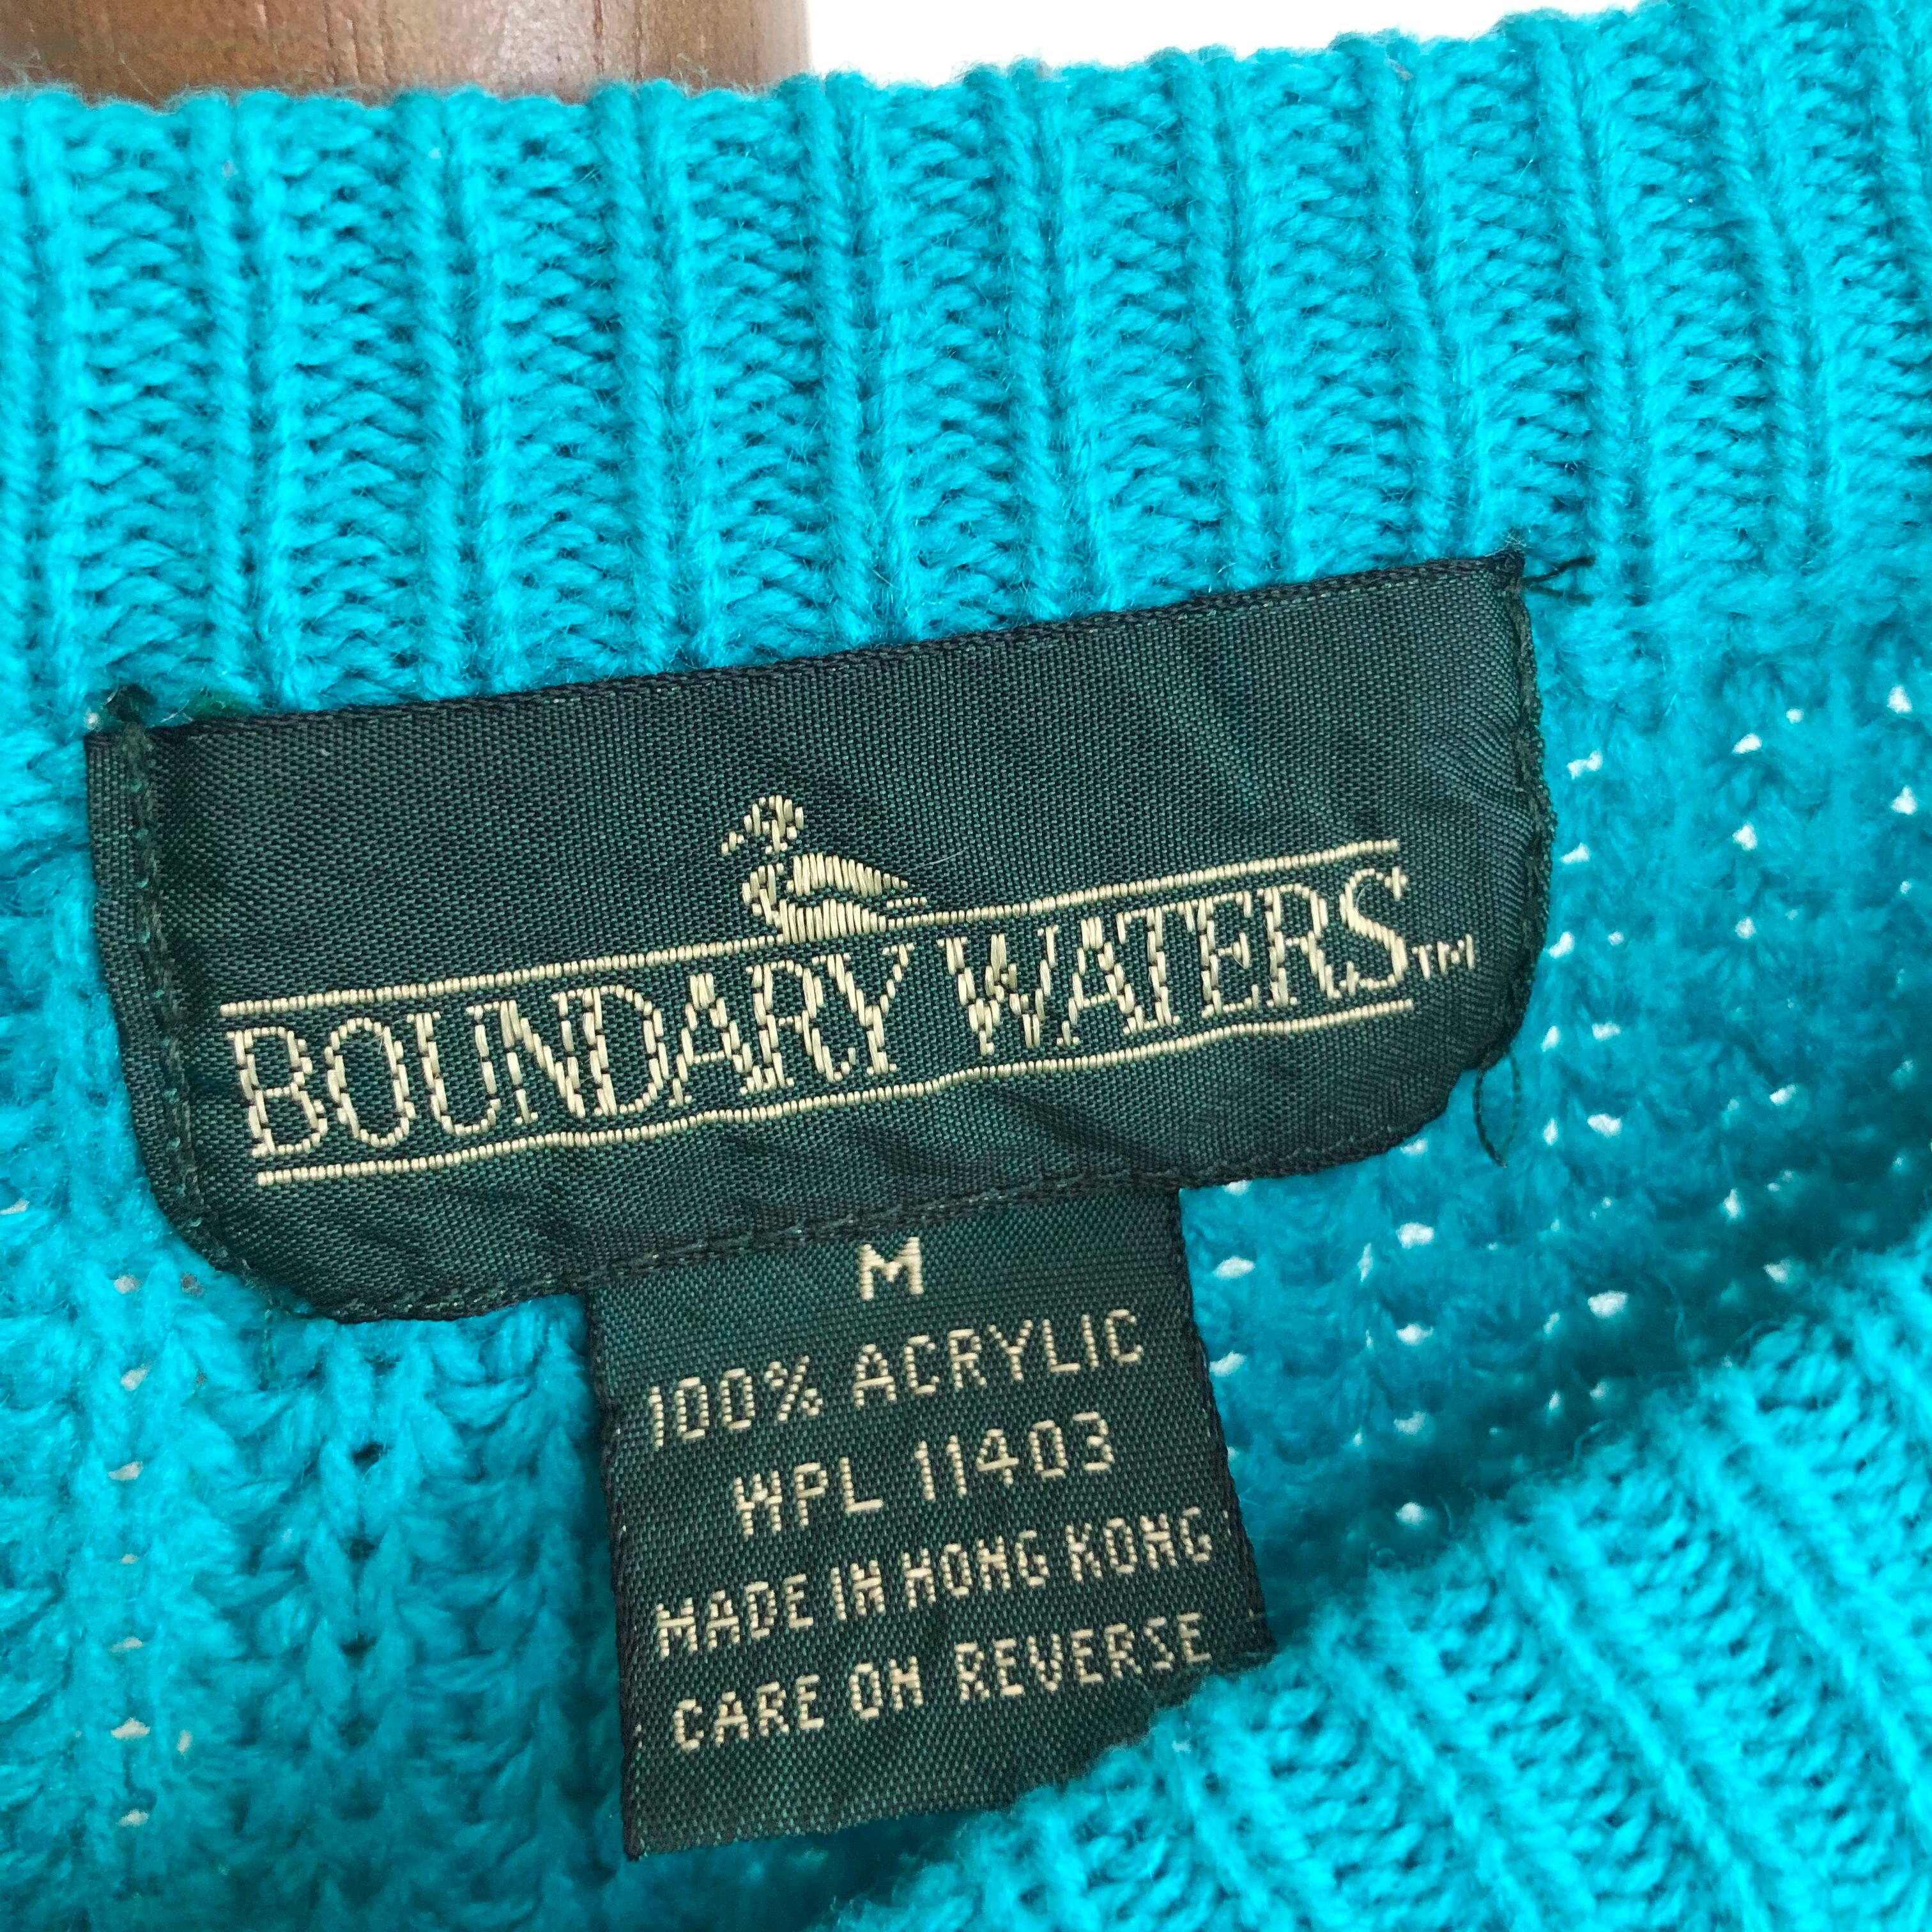 BOUNDARY WATERS™
M
100% ACRYLIC
WPL 11403
MADE IN HONG KONG
CARE ON REVERSE